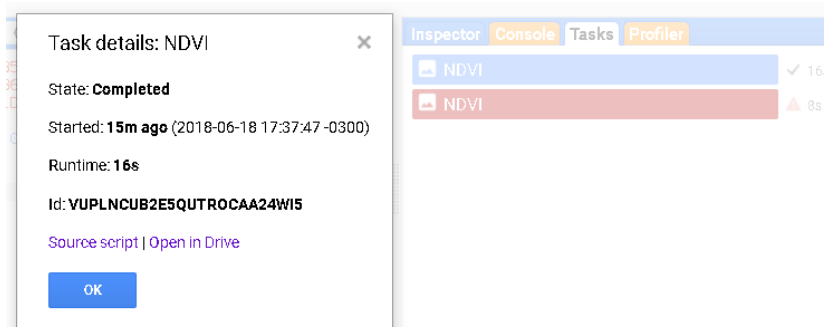 Task details: NDVI
State: Completed
Started: 15m ago (2018-06-18 17:37:47 -0300)
Runtime: 16s
Id: VUPLNCUB2E5QUTROCAA24WI5
Source script | Open in Drive
OK
Inspector Console Tasks Profiler
NDVI 16s
NDVI 8s